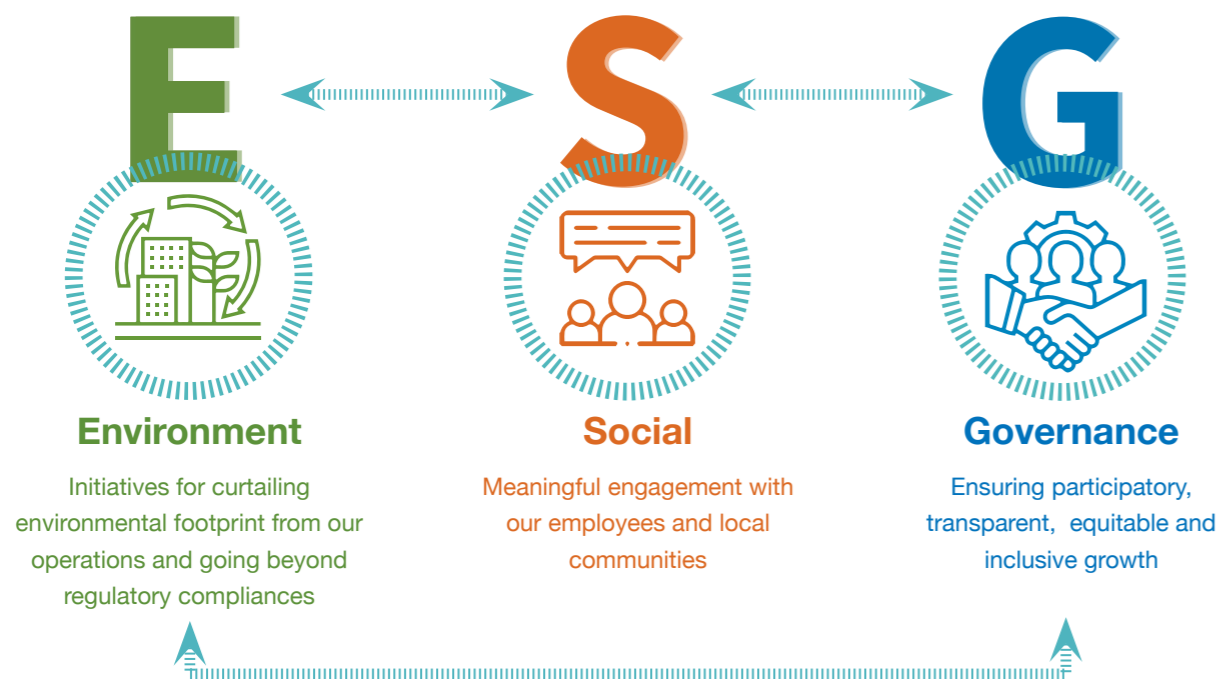 E
S
G
Environment
Initiatives for curtailing
environmental footprint from our
operations and going beyond
regulatory compliances
Social
Meaningful engagement with
our employees and local
communities
Governance
Ensuring participatory,
transparent, equitable and
inclusive growth